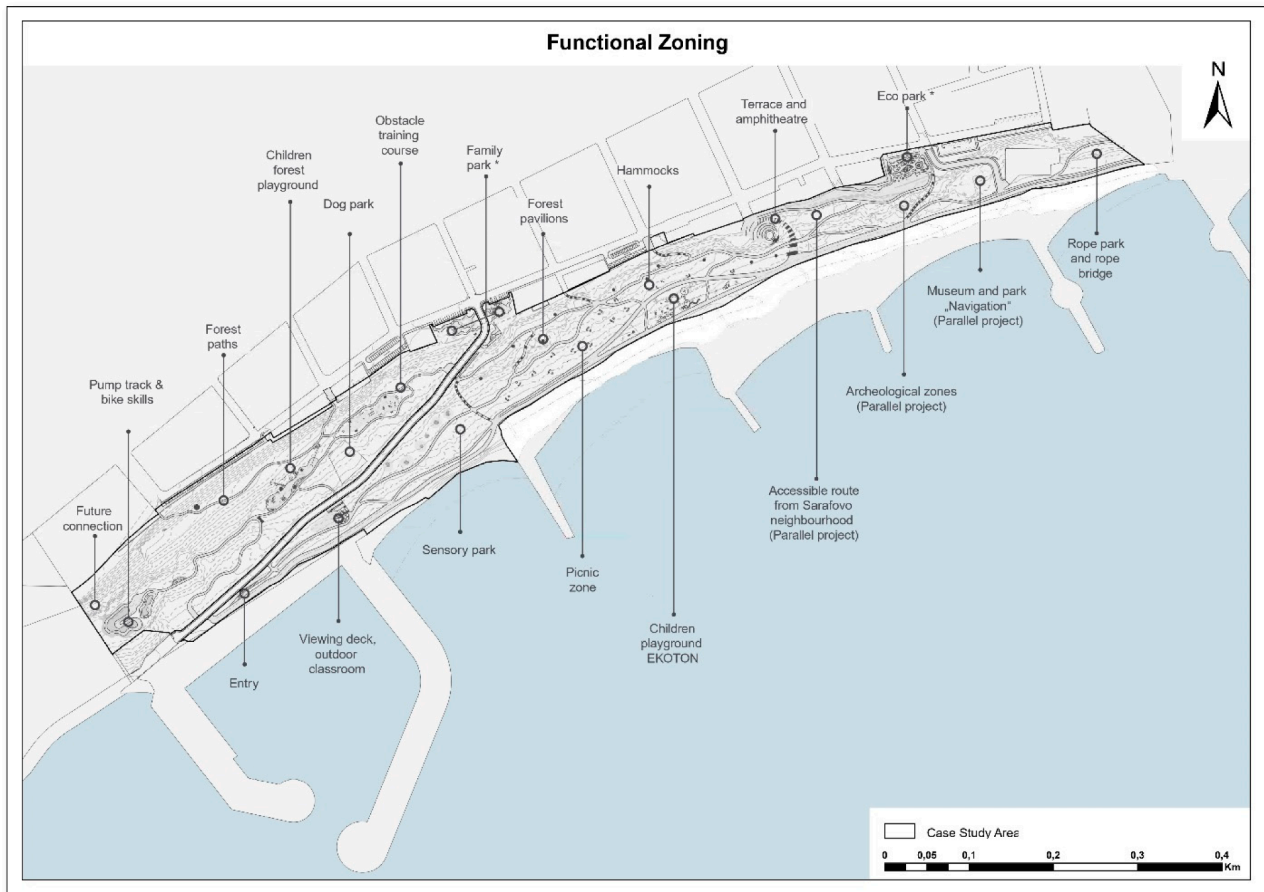 Functional Zoning
N
Terrace and
amphitheatre
Eco park *
Obstacle
training
course
Family
park *
Children
forest
playground
Dog park
Hammocks
Forest
pavilions
Forest
paths
Pump track &
bike skills
Future
connection
Rope park
and rope
bridge
Museum and park
„Navigation"
(Parallel project)
Archeological zones
(Parallel project)
Accessible route
from Sarafovo
neighbourhood
(Parallel project)
Sensory park
Picnic
zone
Children
playground
EKOTON
Viewing deck,
outdoor
classroom
Entry
Case Study Area
0 0,05 0,1 0,2 0,3 0,4
Km